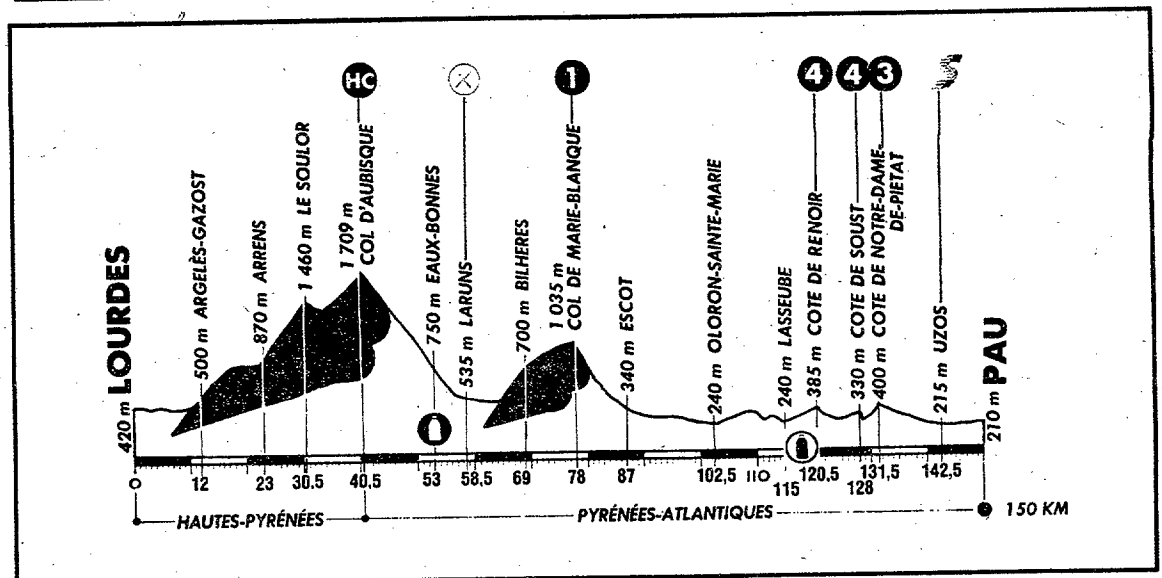 HC
1
4
4
3
S
LOURDES
420 m
500 m ARGELÈS-GAZOST
870 m ARRENS
1 460 m LE SOULOR
1 709 m
COL D'AUBISQUE
750 m EAUX-BONNES
535 m LARUNS
700 m BILHERES
1 035 m
COL DE MARIE-BLANQUE
340 m ESCOT
240 m OLORON-SAINTE-MARIE
240 m LASSEUBE
385 m COTE DE RENOIR
330 m COTE DE SOUST
400 m COTE DE NOTRE-DAME-
DE-PIETAT
215 m UZOS
210 m PAU
0 12 23 30,5 40,5 53 58,5 69 78 87 102,5 110 115 120,5 128 131,5 142,5
HAUTES-PYRÉNÉES
PYRÉNÉES-ATLANTIQUES
150 KM